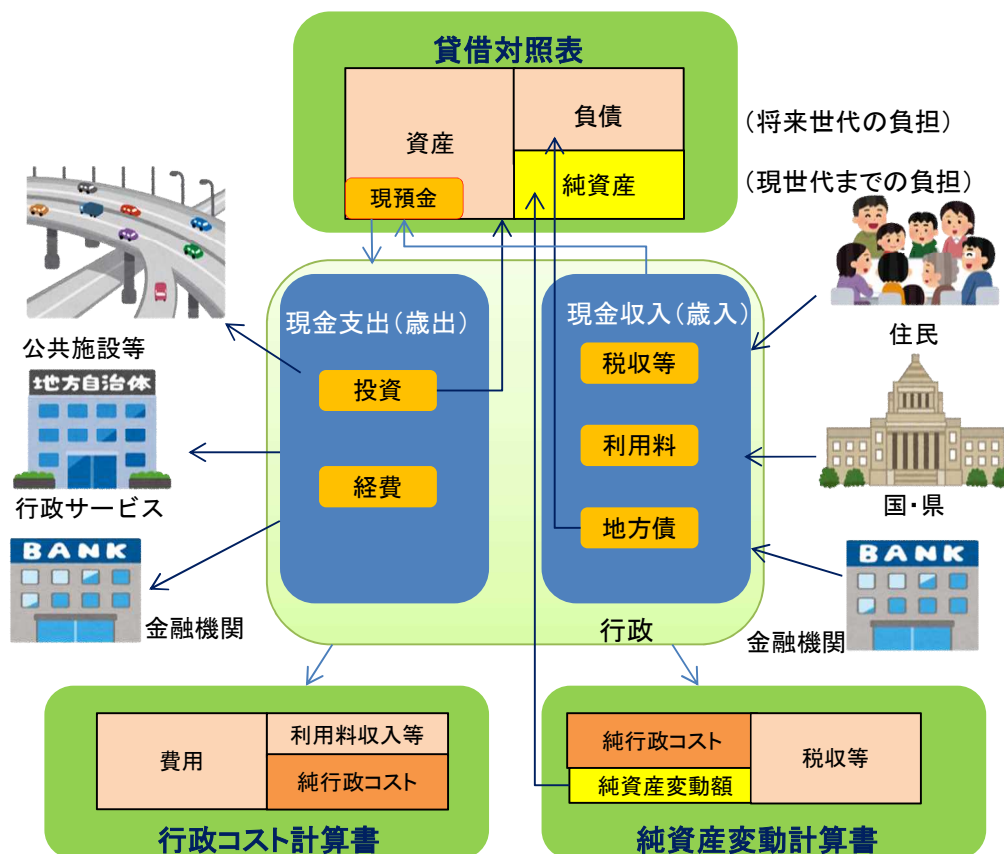 貸借対照表
資産
負債
純資産
現預金
(将来世代の負担)
(現世代までの負担)
現金支出(歳出)
投資
経費
現金収入(歳入)
税収等
利用料
地方債
行政
公共施設等
地方自治体
行政サービス
BANK
金融機関
住民
国・県
BANK
金融機関
費用
利用料収入等
純行政コスト
行政コスト計算書
純行政コスト
純資産変動額
税収等
純資産変動計算書